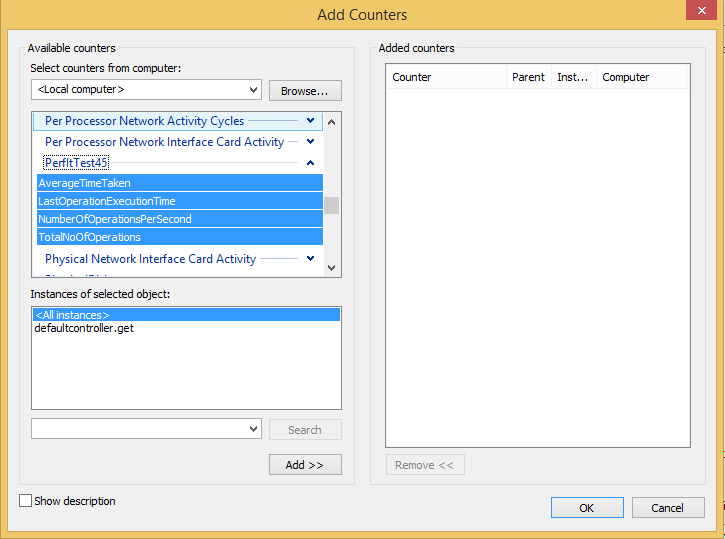 Add Counters
Available counters
Select counters from computer:
<Local computer>
Browse...
Per Processor Network Activity Cycles
Per Processor Network Interface Card Activity
PerfItTest45
AverageTimeTaken
LastOperationExecutionTime
NumberOfOperationsPerSecond
TotalNoOfOperations
Physical Network Interface Card Activity
Instances of selected object:
<All instances>
defaultcontroller.get
Search
Add >>
Show description
Added counters
Counter Parent Inst... Computer
Remove <<
OK
Cancel